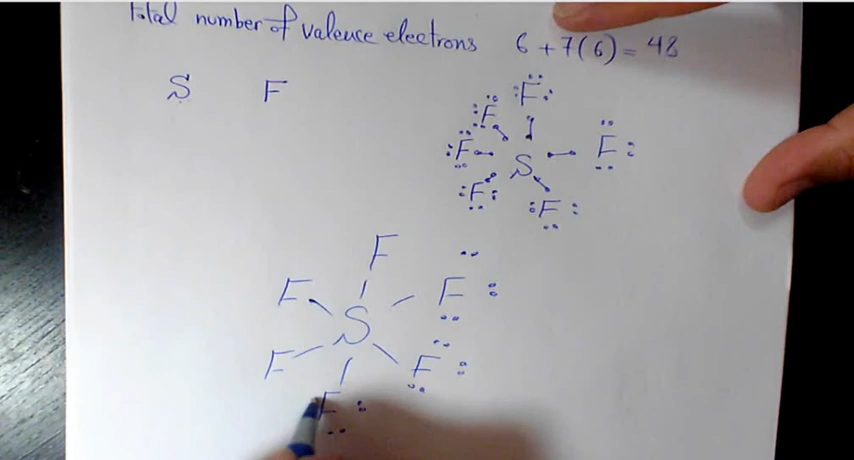 Total number of valence electrons 6 + 7(6) = 48
S F
F
F
F F
S
F F
F
F F
S
F F
F